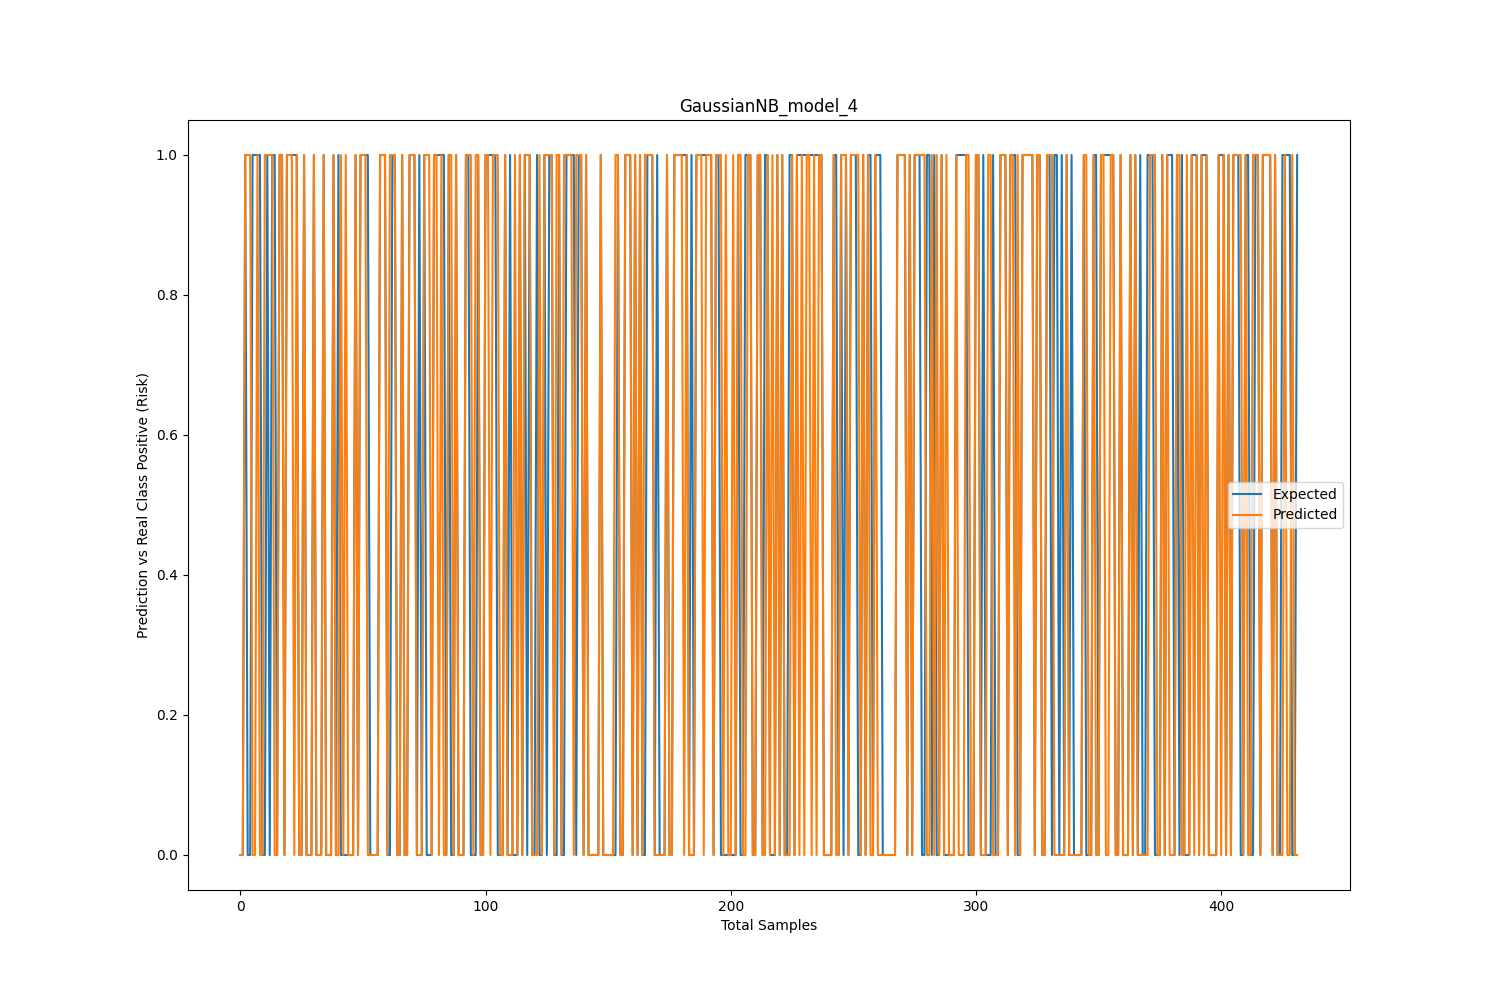 GaussianNB_model_4
1.0
0.8
0.6
0.4
0.2
0.0
Prediction vs Real Class Positive (Risk)
Expected
Predicted
0
100
200
300
400
Total Samples